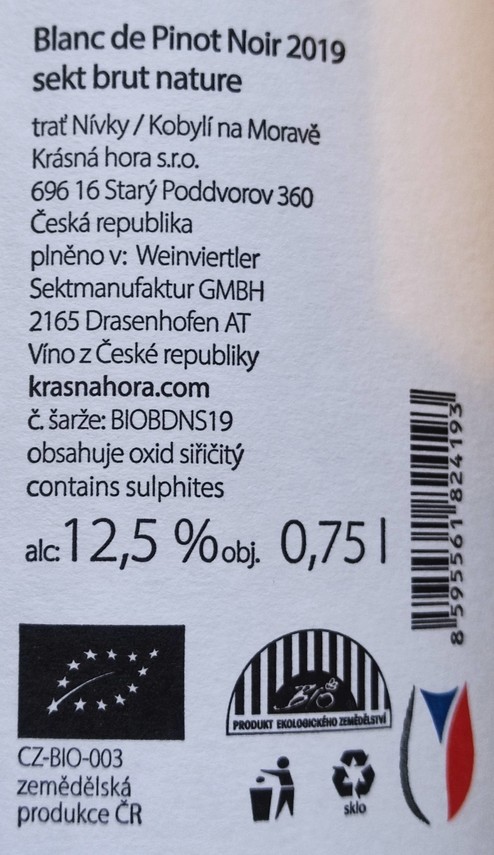 Blanc de Pinot Noir 2019
sekt brut nature
trať Nívky / Kobylí na Moravě
Krásná hora s.r.o.
696 16 Starý Poddvorov 360
Česká republika
plněno v: Weinviertler
Sektmanufaktur GMBH
2165 Drasenhofen AT
Víno z České republiky
krasnahora.com
č. šarže: BIOBDNS19
obsahuje oxid siřičitý
contains sulphites
alc: 12,5 % obj. 0,75 l
8 595561 824193
BIO
PRODUKT EKOLOGICKÉHO ZEMĚDĚLSTVÍ
CZ-BIO-003
zemědělská
produkce ČR
sklo